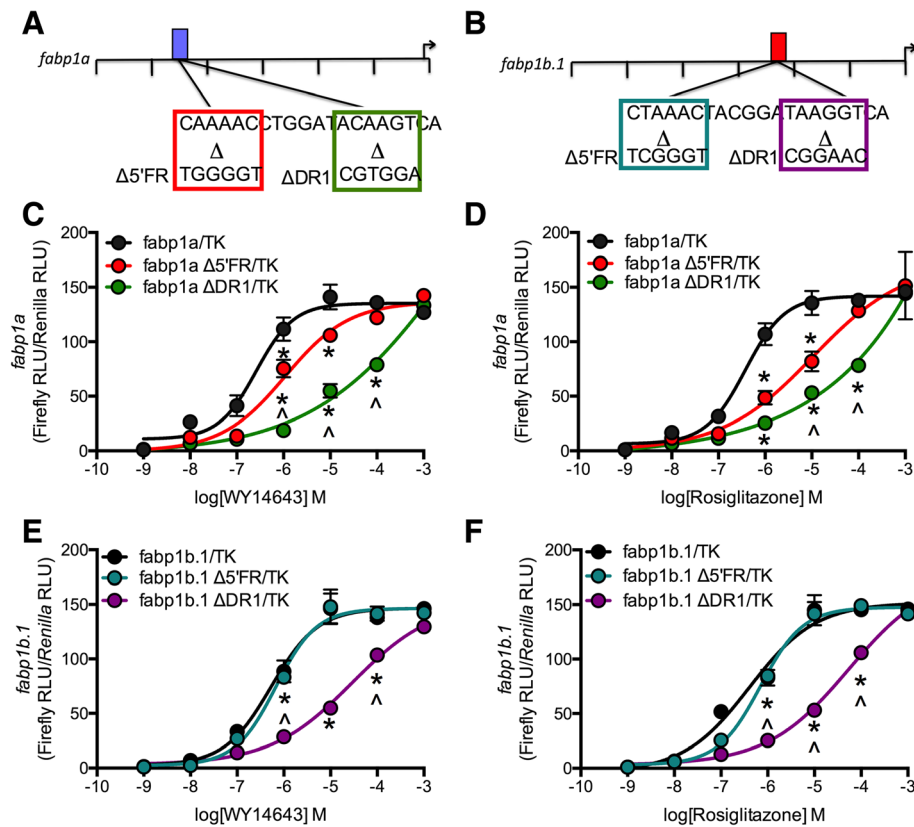 A
fabp1a
CAAAACCTGGATACAAGTCA
Δ Δ
Δ5'FR TGGGGT ΔDR1 CGTGGA
B
fabp1b.1
CTAAACTACGGATAAGGTCA
Δ Δ
Δ5'FR TCGGGT ΔDR1 CGGAAC
C
fabp1a/TK
fabp1a Δ5'FR/TK
fabp1a ΔDR1/TK
fabp1a
(Firefly RLU/Renilla RLU)
200
150
100
50
0
* *
* * *
^ ^ ^
-10 -9 -8 -7 -6 -5 -4 -3
log[WY14643] M
D
fabp1a/TK
fabp1a Δ5'FR/TK
fabp1a ΔDR1/TK
fabp1a
(Firefly RLU/Renilla RLU)
200
150
100
50
0
* *
* * *
^ ^
-10 -9 -8 -7 -6 -5 -4 -3
log[Rosiglitazone] M
E
fabp1b.1/TK
fabp1b.1 Δ5'FR/TK
fabp1b.1 ΔDR1/TK
fabp1b.1
(Firefly RLU/Renilla RLU)
200
150
100
50
0
* * *
^ ^
-10 -9 -8 -7 -6 -5 -4 -3
log[WY14643] M
F
fabp1b.1/TK
fabp1b.1 Δ5'FR/TK
fabp1b.1 ΔDR1/TK
fabp1b.1
(Firefly RLU/Renilla RLU)
200
150
100
50
0
* * *
^ ^ ^
-10 -9 -8 -7 -6 -5 -4 -3
log[Rosiglitazone] M